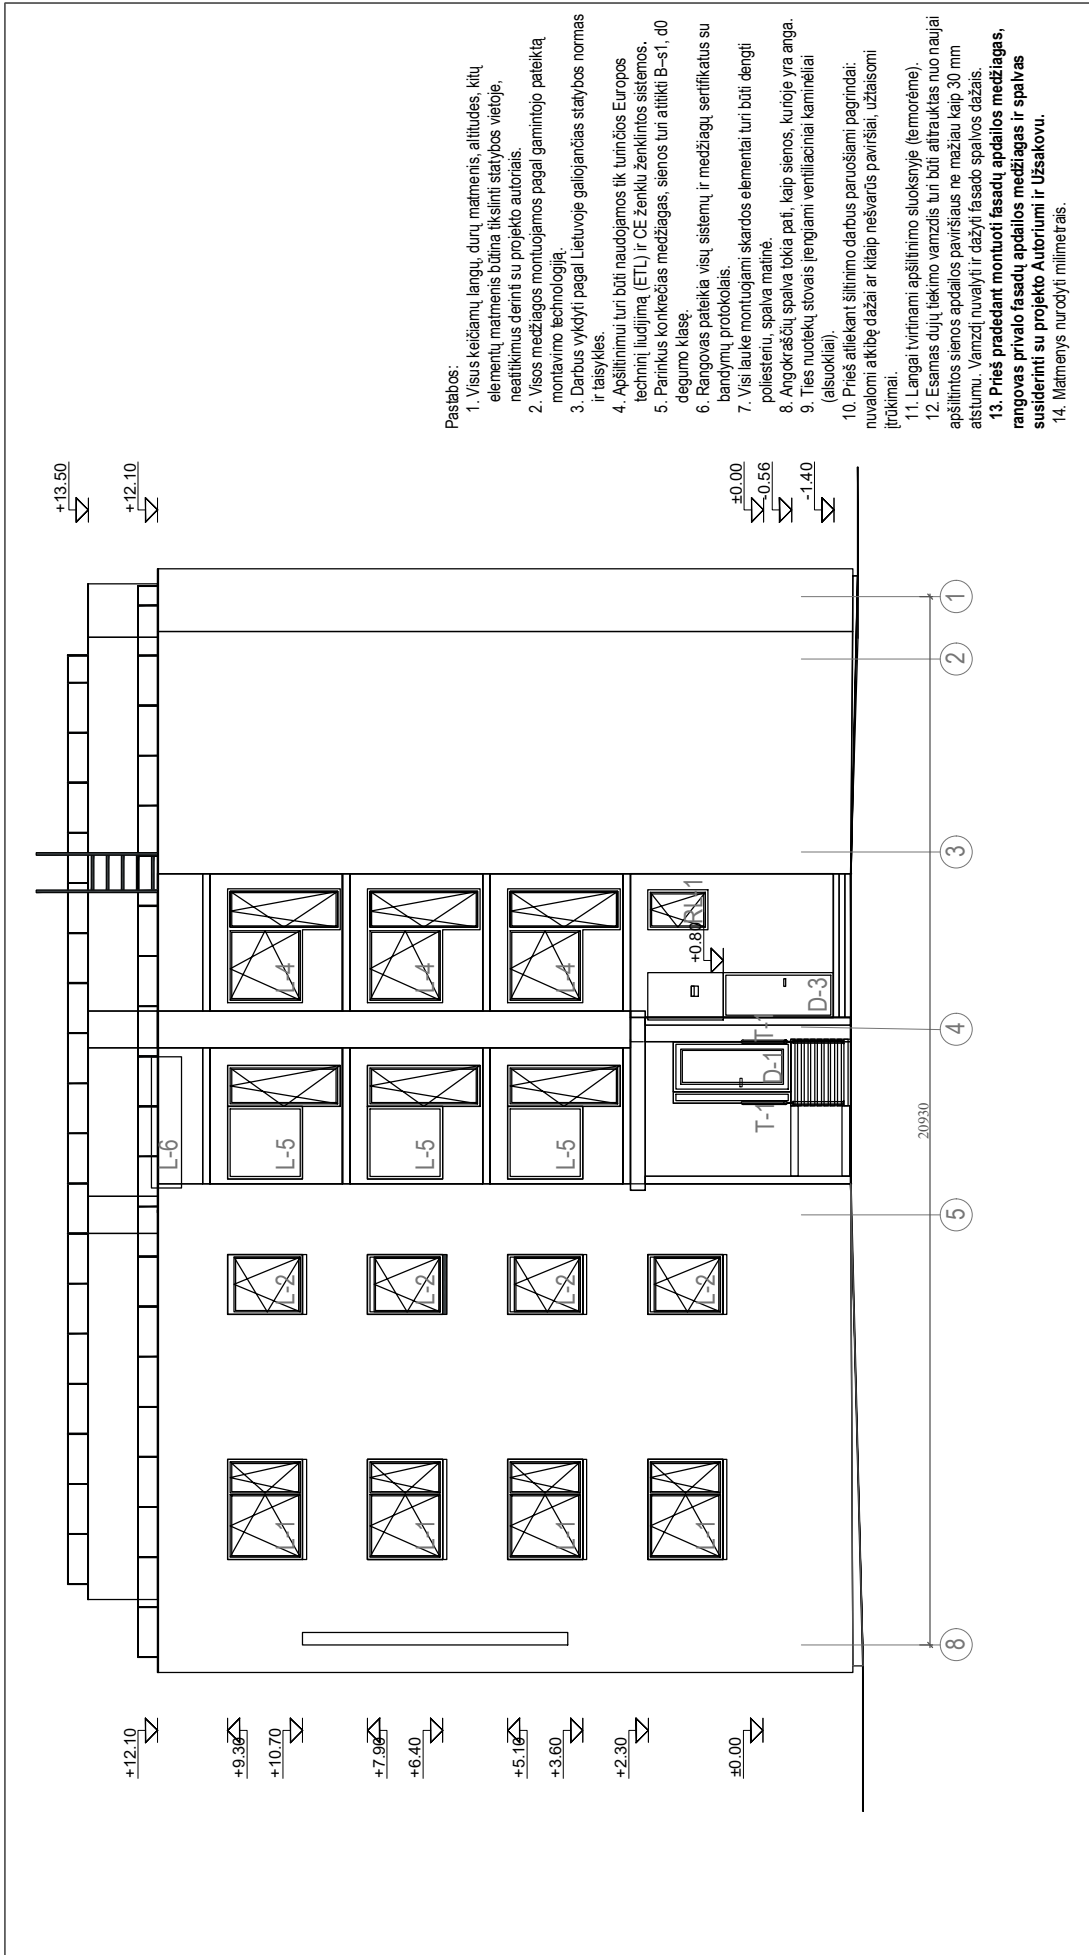 +13.50
+12.10
±0.00
-0.56
-1.40
+12.10
+9.30
+10.70
+7.90
+6.40
+5.10
+3.60
+2.30
±0.00
L-6
L-5
L-4
L-5
L-4
L-5
L-4
L-2
L-2
L-2
L-2
L-1
L-1
L-1
L-1
RL-1
+0.80
T-1
D-1
T-1
D-3
20930
8
5
4
3
2
1
Pastabos:
1. Visus keičiamų langų, durų matmenis, altitudes, kitų
elementų matmenis būtina tikslinti statybos vietoje,
neatitikimus derinti su projekto autoriais.
2. Visos medžiagos montuojamos pagal gamintojo pateiktą
montavimo technologiją.
3. Darbus vykdyti pagal Lietuvoje galiojančias statybos normas
ir taisykles.
4. Apšiltinimui turi būti naudojamos tik turinčios Europos
techninį liudijimą (ETL) ir CE ženklu ženklintos sistemos.
5. Parinkus konkrečias medžiagas, sienos turi atitikti B–s1, d0
degumo klasę.
6. Rangovas pateikia visų sistemų ir medžiagų sertifikatus su
bandymų protokolais.
7. Visi lauke montuojami skardos elementai turi būti dengti
poliesteriu, spalva matinė.
8. Angokraščių spalva tokia pati, kaip sienos, kurioje yra anga.
9. Ties nuotekų stovais įrengiami ventiliaciniai kaminėliai
(alsuokliai).
10. Prieš atliekant šiltinimo darbus paruošiami pagrindai:
nuvalomi atkibę dažai ar kitaip nešvarūs paviršiai, užtaisomi
įtrūkimai.
11. Langai tvirtinami apšiltinimo sluoksnyje (termorėme).
12. Esamas dujų tiekimo vamzdis turi būti atitrauktas nuo naujai
apšiltintos sienos apdailos paviršiaus ne mažiau kaip 30 mm
atstumu. Vamzdį nuvalyti ir dažyti fasado spalvos dažais.
13. Prieš pradedant montuoti fasadų apdailos medžiagas,
rangovas privalo fasadų apdailos medžiagas ir spalvas
susiderinti su projekto Autoriumi ir Užsakovu.
14. Matmenys nurodyti milimetrais.